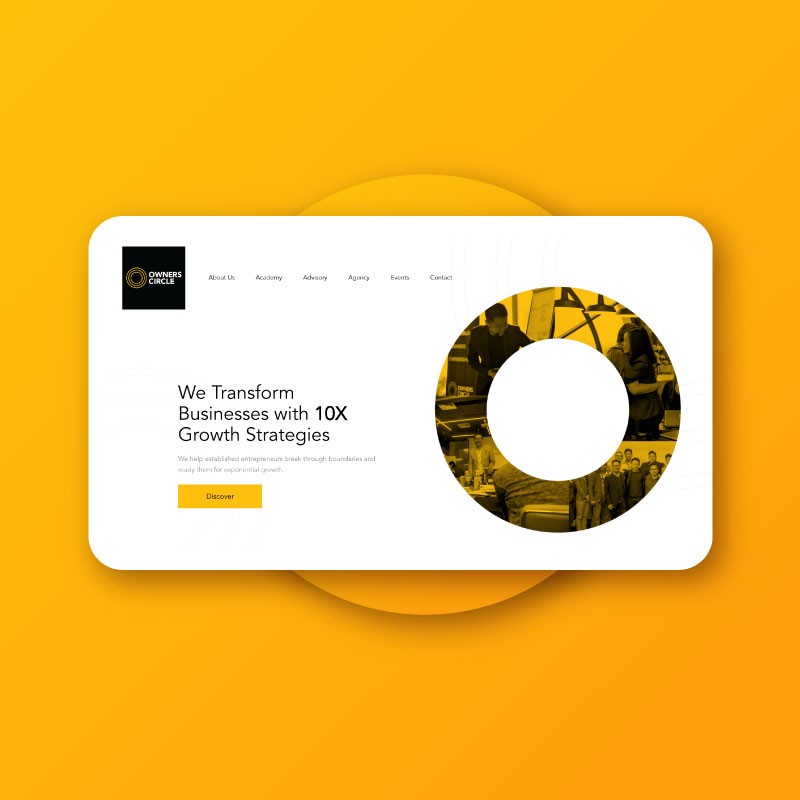 OWNERS
CIRCLE
About Us
Academy
Advisory
Agency
Events
Contact
We Transform
Businesses with 10X
Growth Strategies
We help established entrepreneurs break through boundaries and
ready them for exponential growth.
Discover